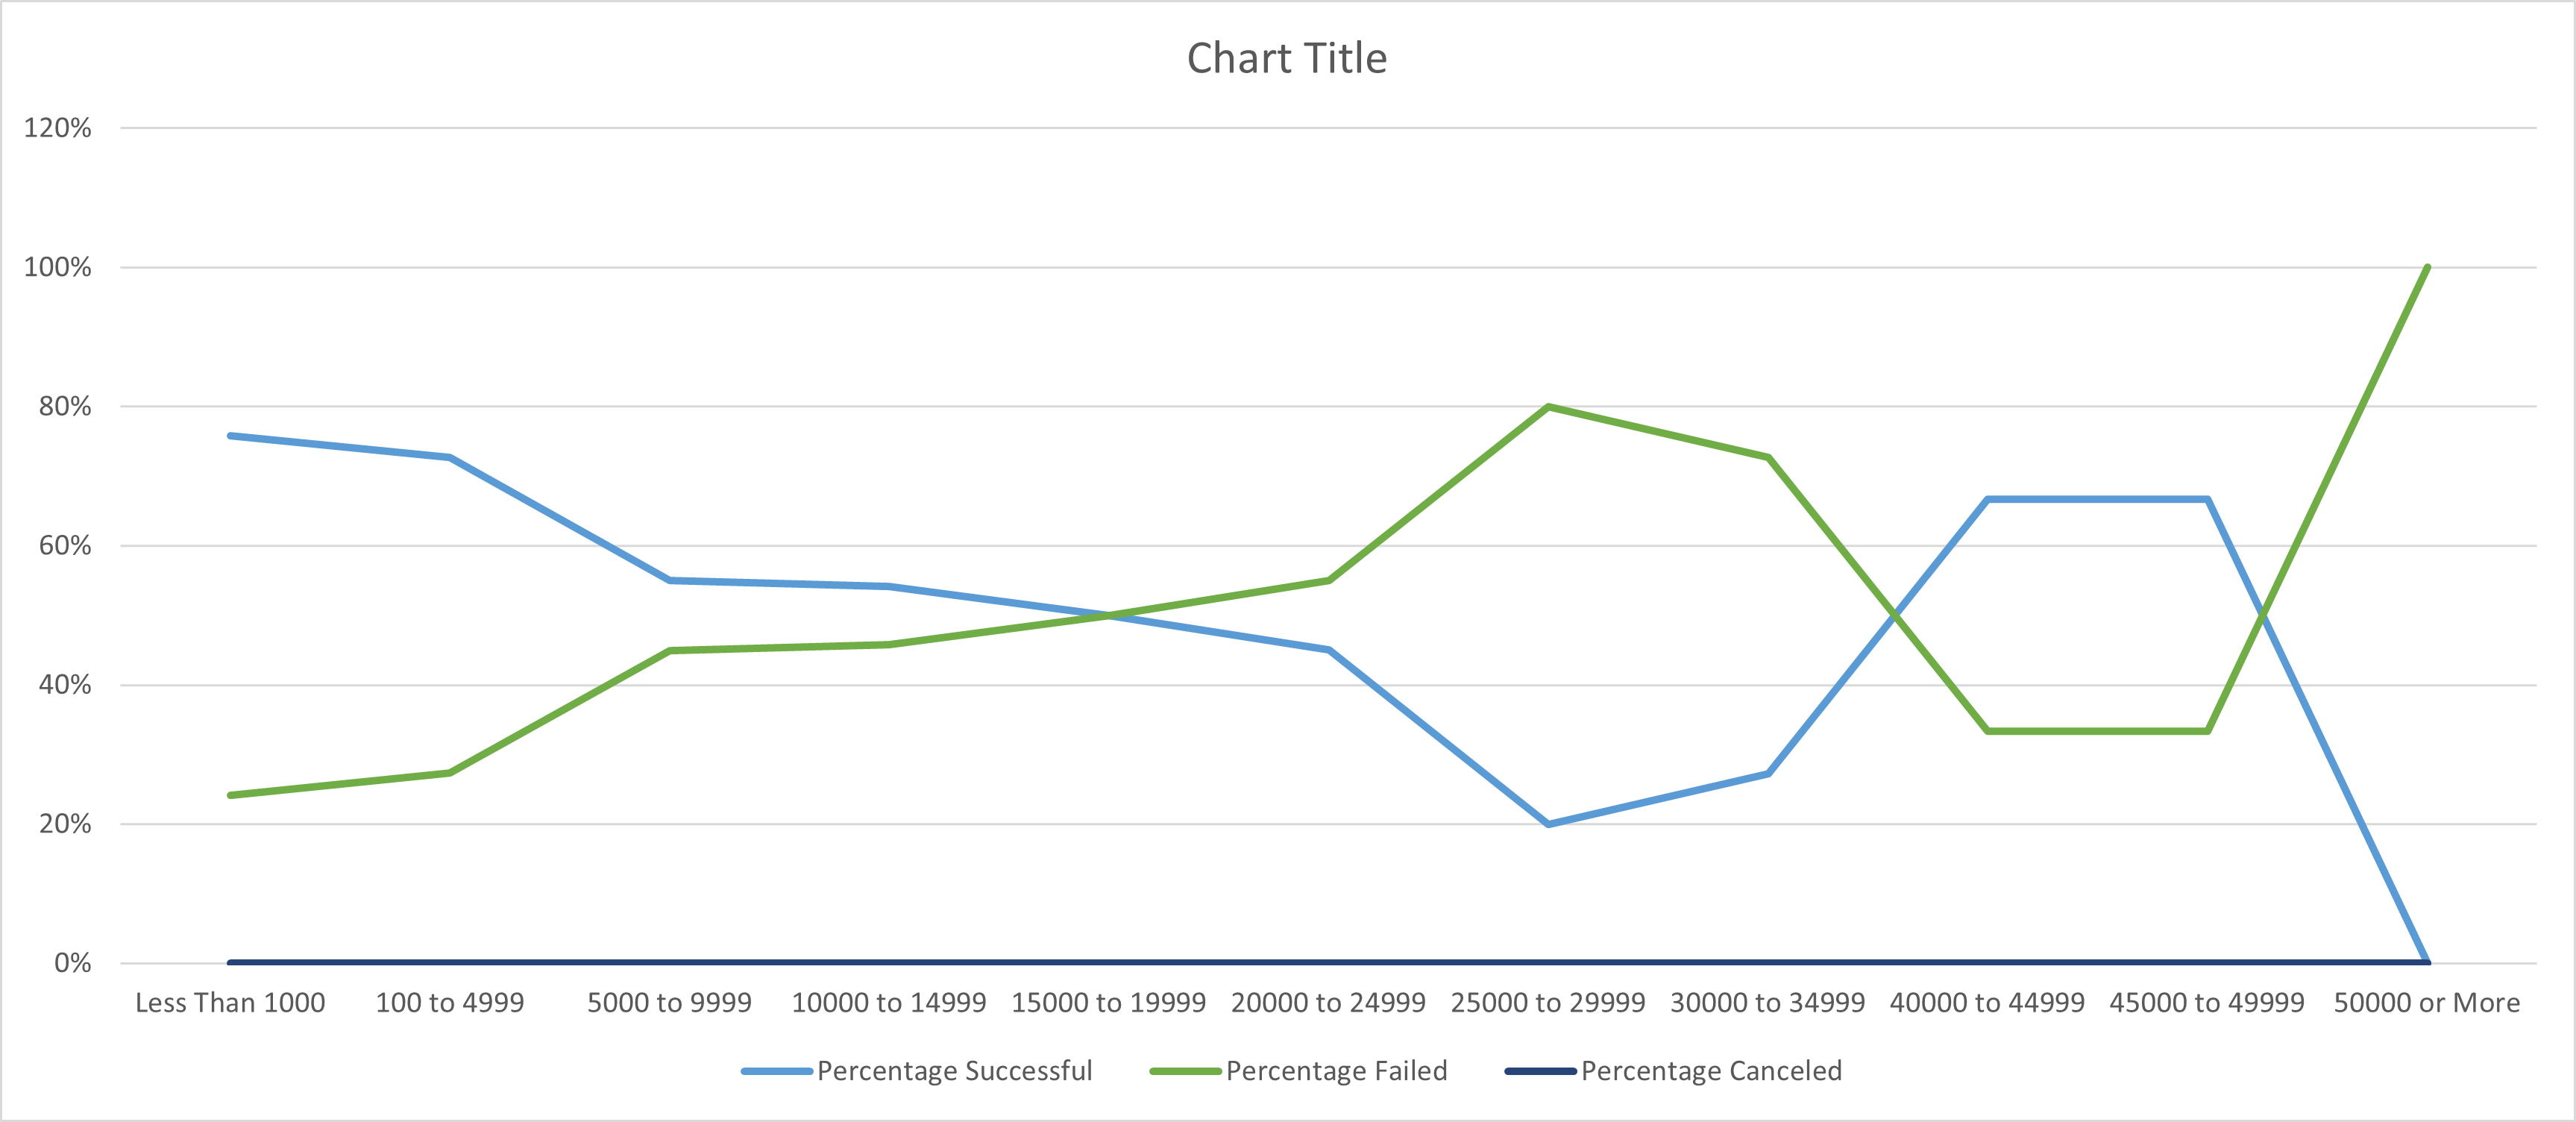 Chart Title
120%
100%
80%
60%
40%
20%
0%
Less Than 1000 100 to 4999 5000 to 9999 10000 to 14999 15000 to 19999 20000 to 24999 25000 to 29999 30000 to 34999 40000 to 44999 45000 to 49999 50000 or More
Percentage Successful Percentage Failed Percentage Canceled